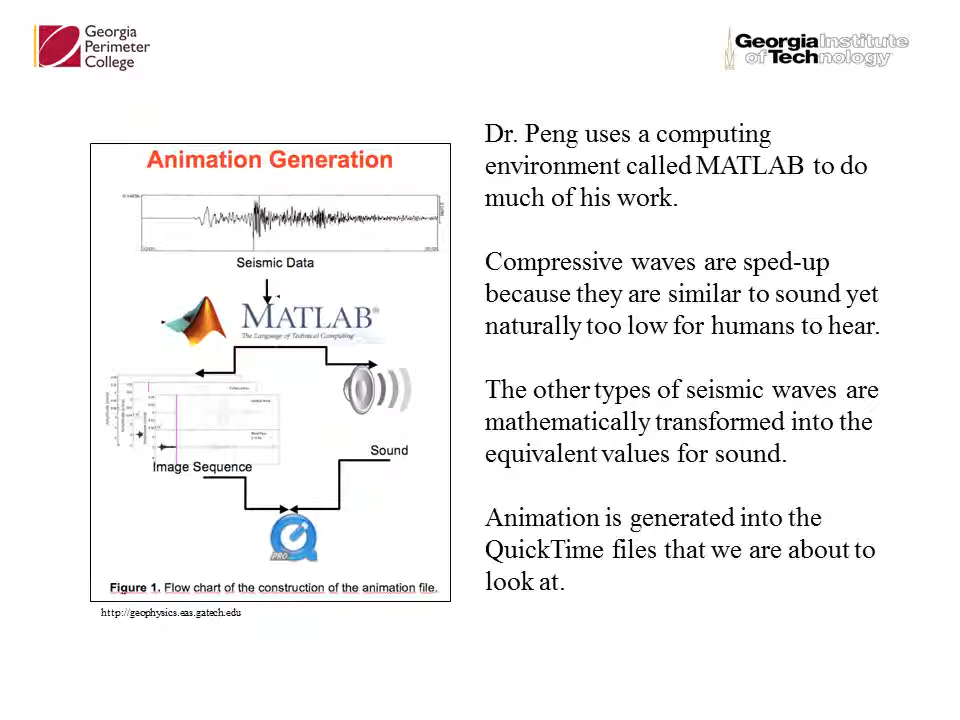 Georgia
Perimeter
College
GeorgiaInstitute
of Technology
Animation Generation
Seismic Data
MATLAB®
The Language of Technical Computing
Image Sequence
Sound
PRO
Figure 1. Flow chart of the construction of the animation file.
http://geophysics.eas.gatech.edu
Dr. Peng uses a computing
environment called MATLAB to do
much of his work.
Compressive waves are sped-up
because they are similar to sound yet
naturally too low for humans to hear.
The other types of seismic waves are
mathematically transformed into the
equivalent values for sound.
Animation is generated into the
QuickTime files that we are about to
look at.